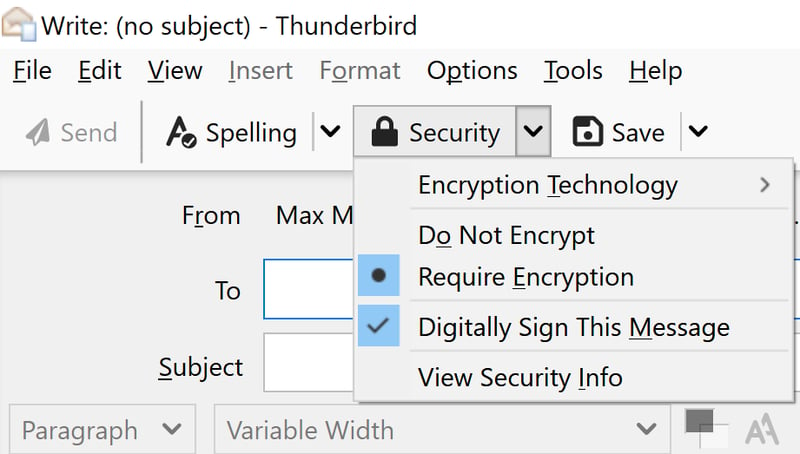 Write: (no subject) - Thunderbird
File Edit View Insert Format Options Tools Help
Send Spelling Security Save
Encryption Technology
From Max M
Do Not Encrypt
Require Encryption
To
Digitally Sign This Message
Subject
View Security Info
Paragraph Variable Width